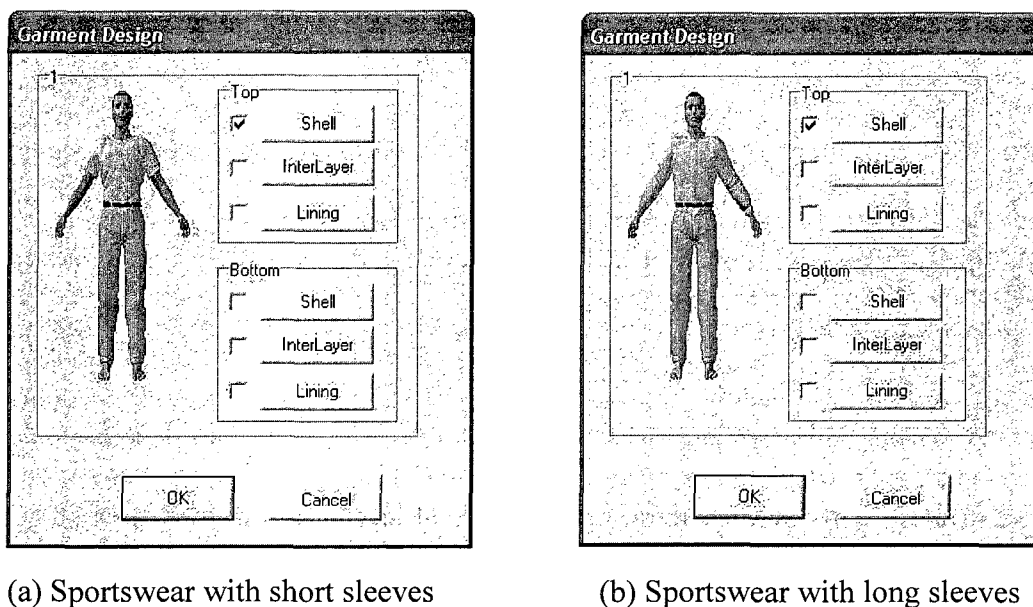 Garment Design
1
Top
Shell
InterLayer
Lining
Bottom
Shell
InterLayer
Lining
OK Cancel
(a) Sportswear with short sleeves
Garment Design
1
Top
Shell
InterLayer
Lining
Bottom
Shell
InterLayer
Lining
OK Cancel
(b) Sportswear with long sleeves